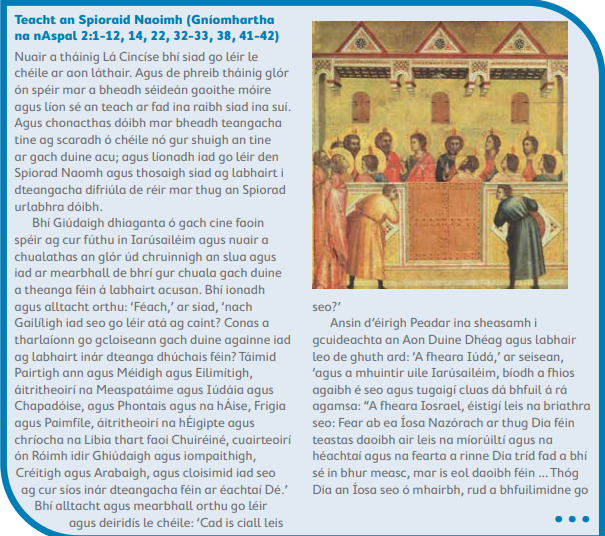 Teacht an Spioraid Naoimh (Gníomhartha
na nAspal 2:1-12, 14, 22, 32-33, 38, 41-42)
Nuair a tháinig Lá Cincíse bhí siad go léir le
chéile ar aon láthair. Agus de phreib tháinig glór
ón spéir mar a bheadh séideán gaoithe móire
agus líon sé an teach ar fad ina raibh siad ina suí.
Agus chonacthas dóibh mar bheadh teangacha
tine ag scaradh ó chéile nó gur shuigh an tine
ar gach duine acu; agus líonadh iad go léir den
Spiorad Naomh agus thosaigh siad ag labhairt i
dteangacha difriúla de réir mar thug an Spiorad
urlabhra dóibh.
Bhí Giúdaigh dhiaganta ó gach cine faoin
spéir ag cur fúthu in Iarúsailéim agus nuair a
chualathas an glór úd chruinnigh an slua agus
iad ar mearbhall de bhrí gur chuala gach duine
a theanga féin á labhairt acusan. Bhí ionadh
agus alltacht orthu: ‘Féach,’ ar siad, ‘nach
Gailíligh iad seo go léir atá ag caint? Conas a
tharlaíonn go gcloiseann gach duine againne iad
ag labhairt inár dteanga dhúchais féin? Táimid
Pairtigh ann agus Méidigh agus Eilimítigh,
áitritheoirí na Measpatáime agus Iúdáia agus
Chapadóise, agus Phontais agus na hÁise, Frigia
agus Paimfíle, áitritheoirí na hÉigipte agus
chríocha na Libia thart faoi Chuiréiné, cuairteoirí
ón Róimh idir Ghiúdaigh agus iompaithigh,
Créitigh agus Arabaigh, agus cloisimid iad seo
ag cur síos inár dteangacha féin ar éachtaí Dé.’
Bhí alltacht agus mearbhall orthu go léir
agus deiridís le chéile: ‘Cad is ciall leis
seo?’
Ansin d’éirigh Peadar ina sheasamh i
gcuideachta an Aon Duine Dhéag agus labhair
leo de ghuth ard: ‘A fheara Iúdá,’ ar seisean,
‘agus a mhuintir uile Iarúsailéim, bíodh a fhios
agaibh é seo agus tugaigí cluas dá bhfuil á rá
agamsa: “A fheara Iosrael, éistigí leis na briathra
seo: Fear ab ea Íosa Nazórach ar thug Dia féin
teastas daoibh air leis na míorúiltí agus na
héachtaí agus na fearta a rinne Dia tríd fad a bhí
sé in bhur measc, mar is eol daoibh féin ... Thóg
Dia an Íosa seo ó mhairbh, rud a bhfuilimidne go